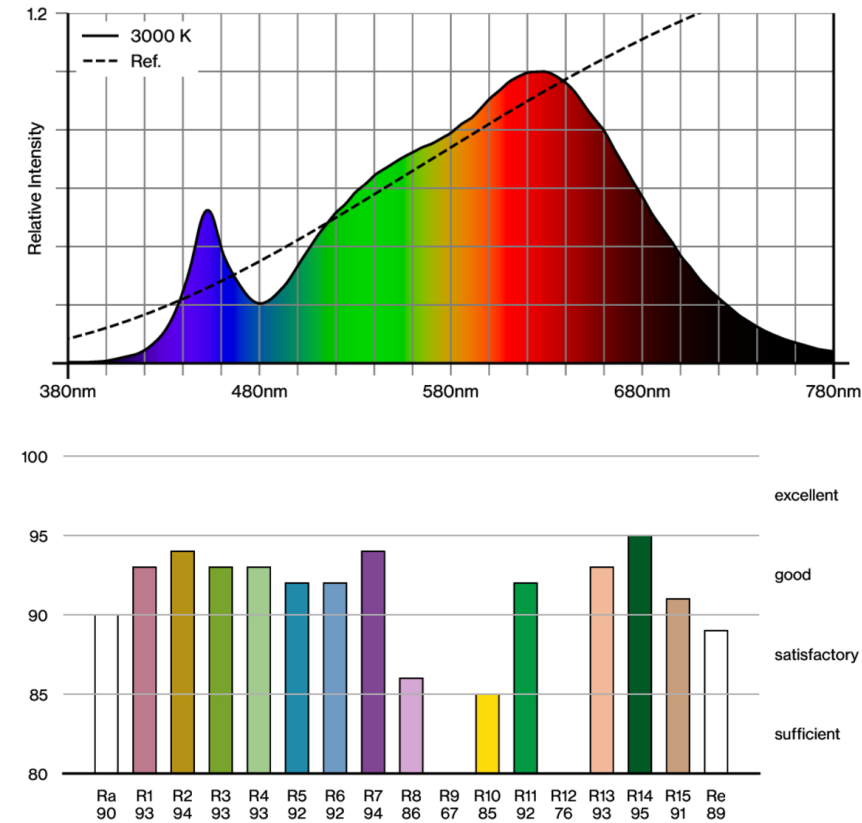 1.2
3000 K
Ref.
Relative Intensity
380nm 480nm 580nm 680nm 780nm
100
excellent
95
good
90
satisfactory
85
sufficient
80
Ra R1 R2 R3 R4 R5 R6 R7 R8 R9 R10 R11 R12 R13 R14 R15 Re
90 93 94 93 93 92 92 94 86 67 85 92 76 93 95 91 89